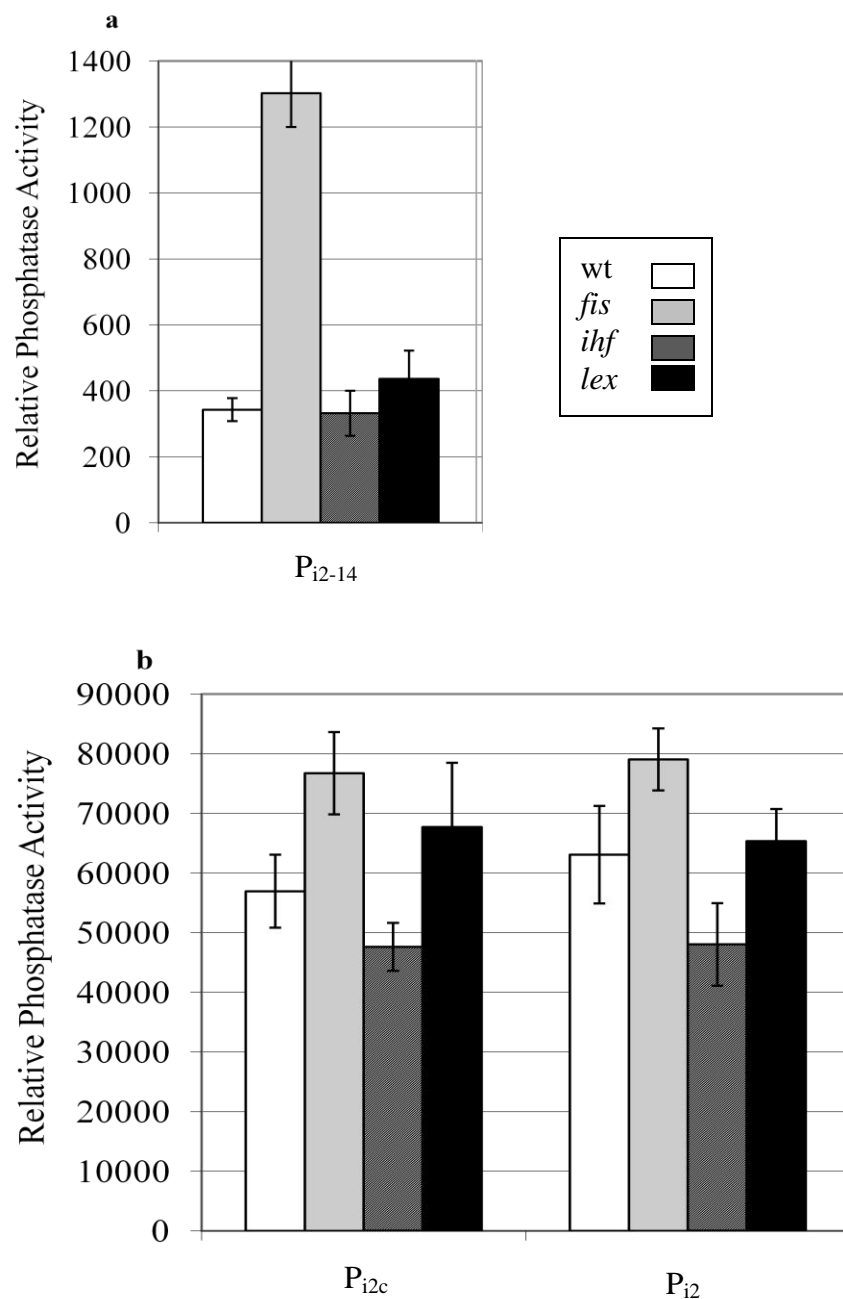 a
Relative Phosphatase Activity
1400
1200
1000
800
600
400
200
0
Pi2-14
wt
fis
ihf
lex
b
Relative Phosphatase Activity
90000
80000
70000
60000
50000
40000
30000
20000
10000
0
Pi2c
Pi2